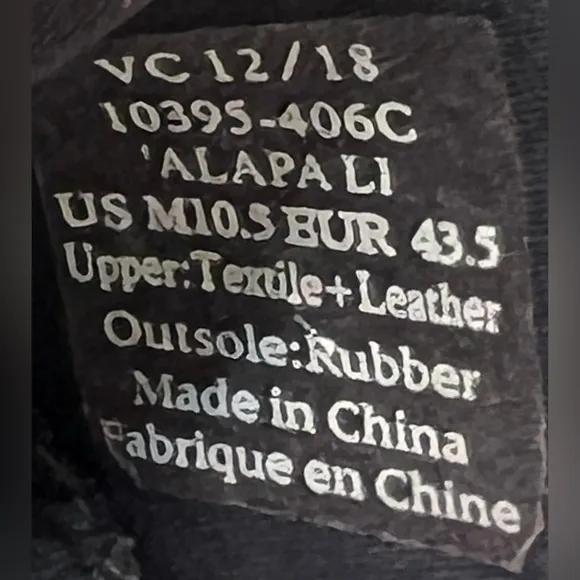 VC 12/18
10395-406C
'ALAPA LI
US M10.5 EUR 43.5
Upper:Textile+Leather
Outsole:Rubber
Made in China
Fabrique en Chine